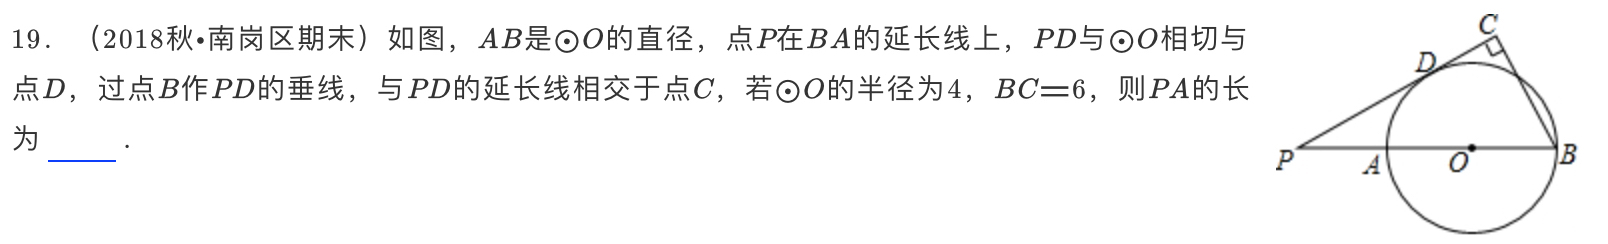 19. （2018秋•南岗区期末）如图，AB是⊙O的直径，点P在BA的延长线上，PD与⊙O相切与
点D，过点B作PD的垂线，与PD的延长线相交于点C，若⊙O的半径为4，BC=6，则PA的长
为____.
C
D
P
A
O
B